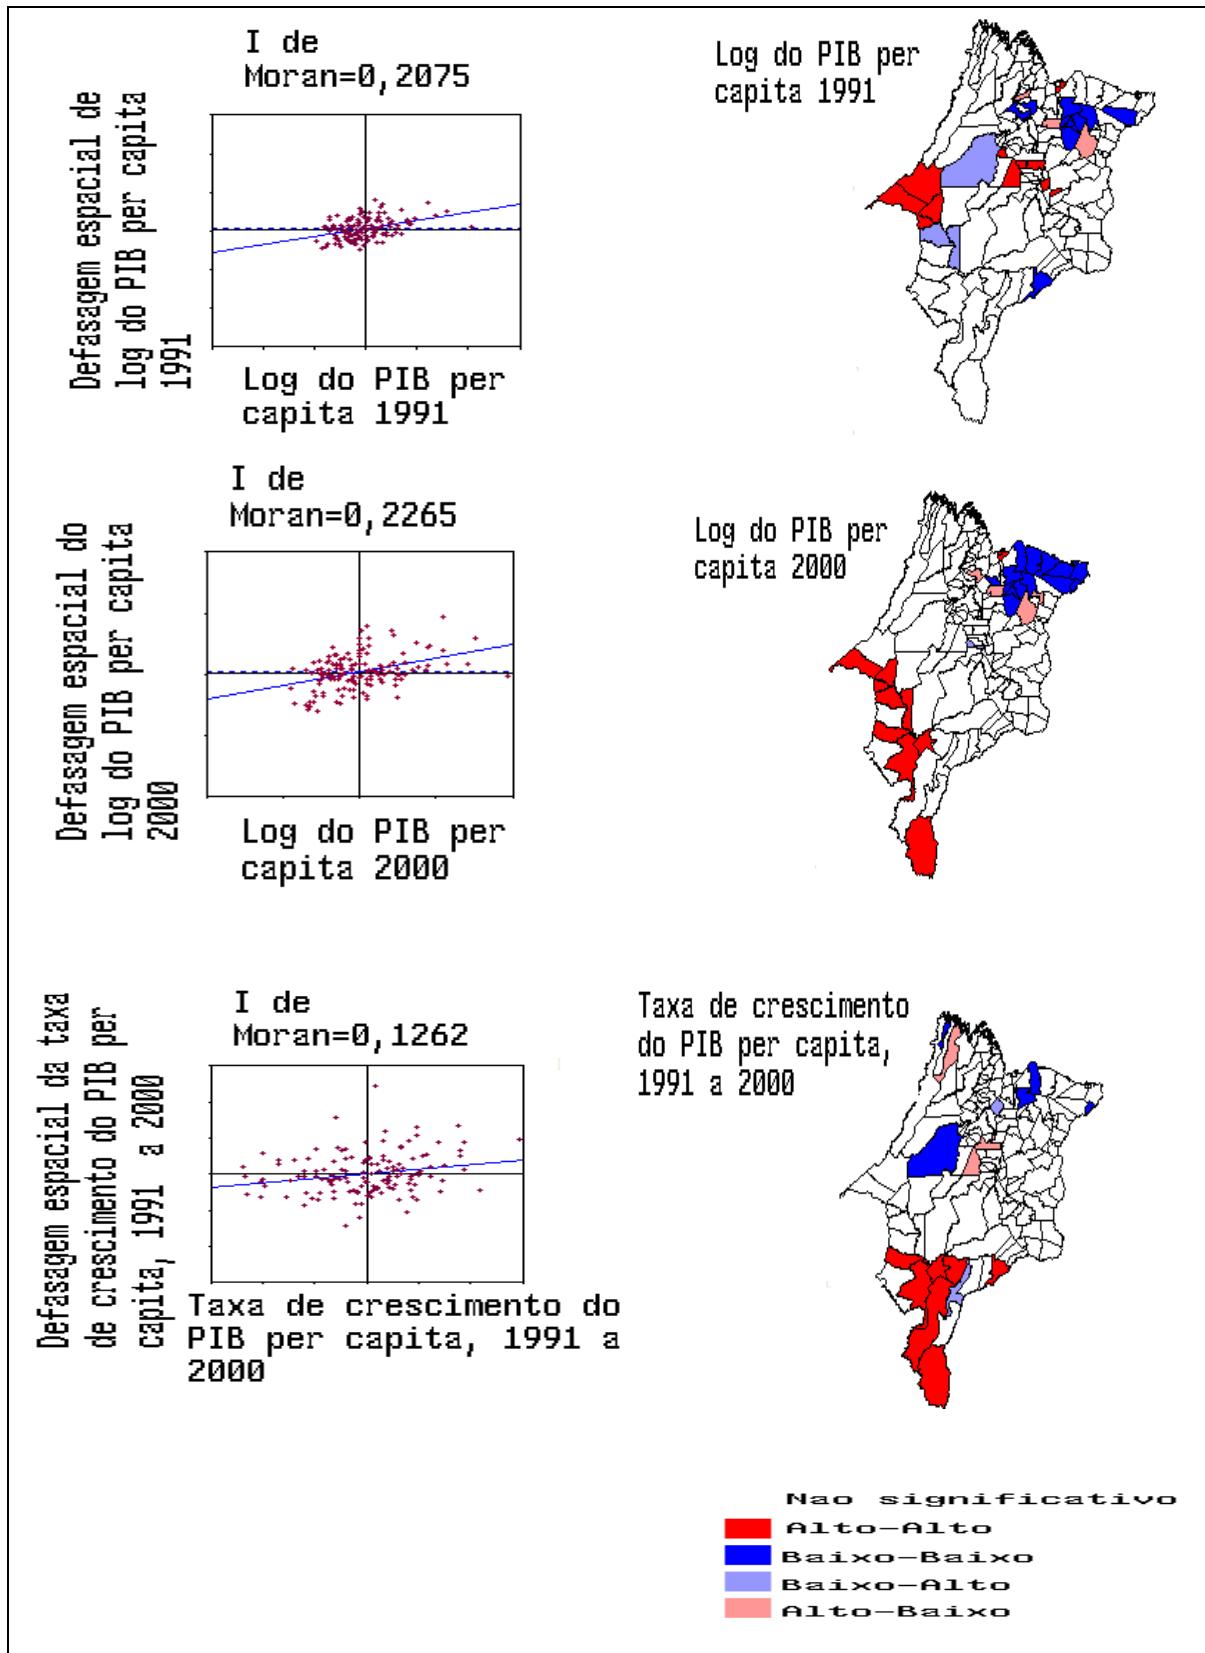 I de
Moran=0,2075
Defasagem espacial de
log do PIB per capita
1991
Log do PIB per
capita 1991
Log do PIB per
capita 1991
I de
Moran=0,2265
Defasagem espacial do
log do PIB per capita
2000
Log do PIB per
capita 2000
Log do PIB per
capita 2000
I de
Moran=0,1262
Defasagem espacial da taxa
de crescimento do PIB per
capita, 1991 a 2000
Taxa de crescimento do
PIB per capita, 1991 a
2000
Taxa de crescimento
do PIB per capita,
1991 a 2000
Nao significativo
Alto-Alto
Baixo-Baixo
Baixo-Alto
Alto-Baixo